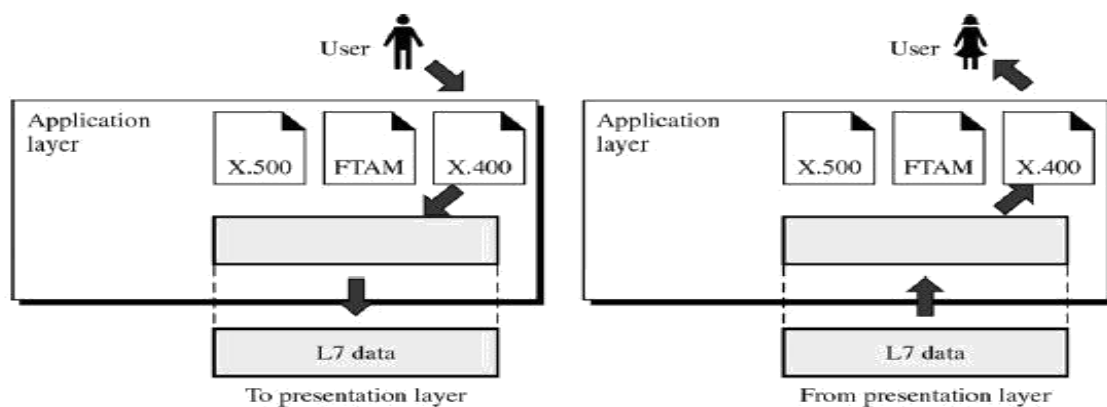 User
Application
layer
X.500
FTAM
X.400
L7 data
To presentation layer
User
Application
layer
X.500
FTAM
X.400
L7 data
From presentation layer